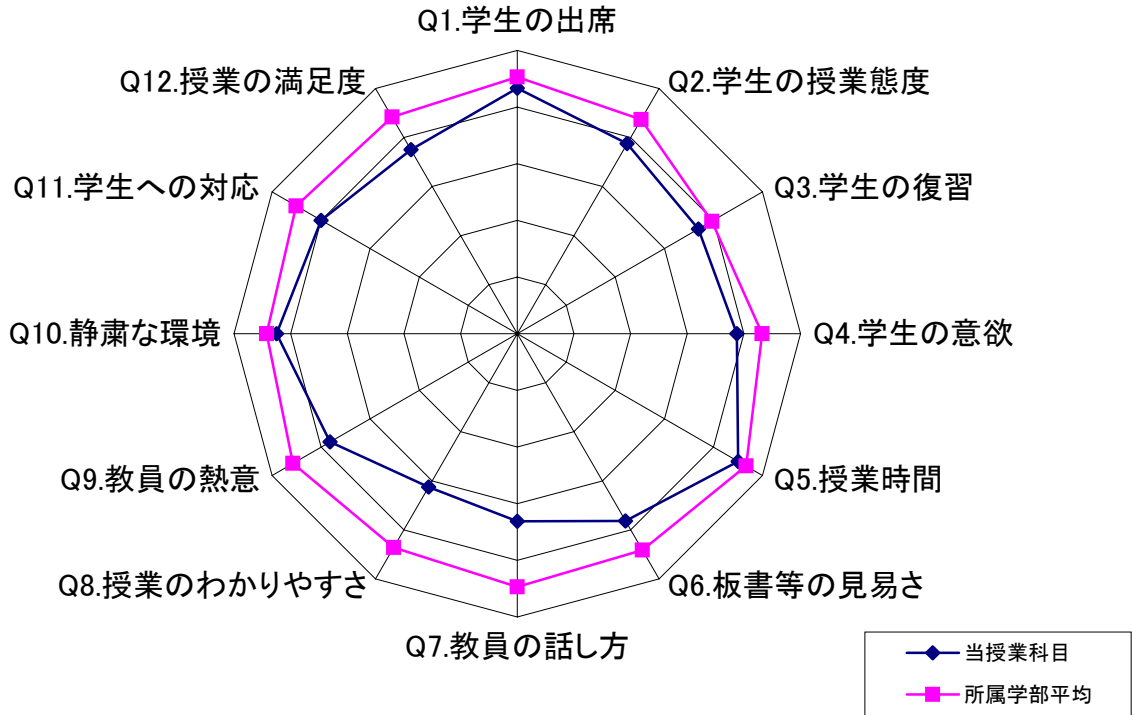 Q1.学生の出席
Q2.学生の授業態度
Q3.学生の復習
Q4.学生の意欲
Q5.授業時間
Q6.板書等の見易さ
Q7.教員の話し方
Q8.授業のわかりやすさ
Q9.教員の熱意
Q10.静粛な環境
Q11.学生への対応
Q12.授業の満足度
当授業科目
所属学部平均